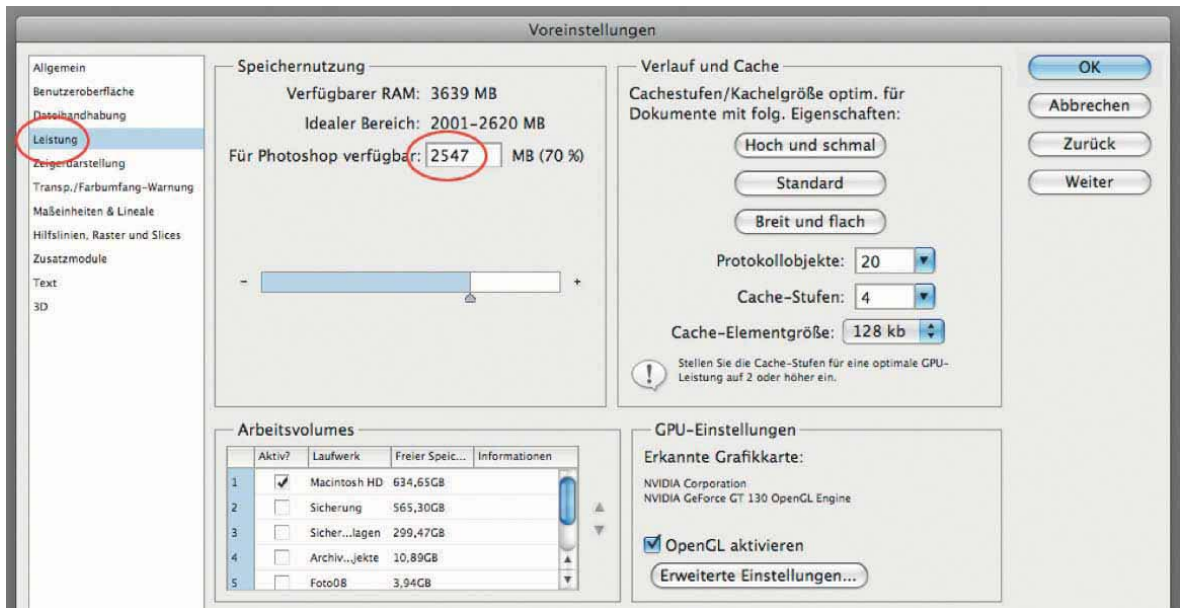 Voreinstellungen
Allgemein
Benutzeroberfläche
Dateihandhabung
Leistung
Zeigerdarstellung
Transp./Farbumfang-Warnung
Maßeinheiten & Lineale
Hilfslinien, Raster und Slices
Zusatzmodule
Text
3D
Speichernutzung
Verfügbarer RAM: 3639 MB
Idealer Bereich: 2001–2620 MB
Für Photoshop verfügbar: 2547 MB (70 %)
- +
Arbeitsvolumes
Aktiv? Laufwerk Freier Speic... Informationen
1 Macintosh HD 634,65GB
2 Sicherung 565,30GB
3 Sicher...lagen 299,47GB
4 Archiv...jekte 10,89GB
5 Foto08 3,94GB
Verlauf und Cache
Cachestufen/Kachelgröße optim. für
Dokumente mit folg. Eigenschaften:
Hoch und schmal
Standard
Breit und flach
Protokollobjekte: 20
Cache-Stufen: 4
Cache-Elementgröße: 128 kb
Stellen Sie die Cache-Stufen für eine optimale GPU-
Leistung auf 2 oder höher ein.
GPU-Einstellungen
Erkannte Grafikkarte:
NVIDIA Corporation
NVIDIA GeForce GT 130 OpenGL Engine
OpenGL aktivieren
Erweiterte Einstellungen...
OK
Abbrechen
Zurück
Weiter